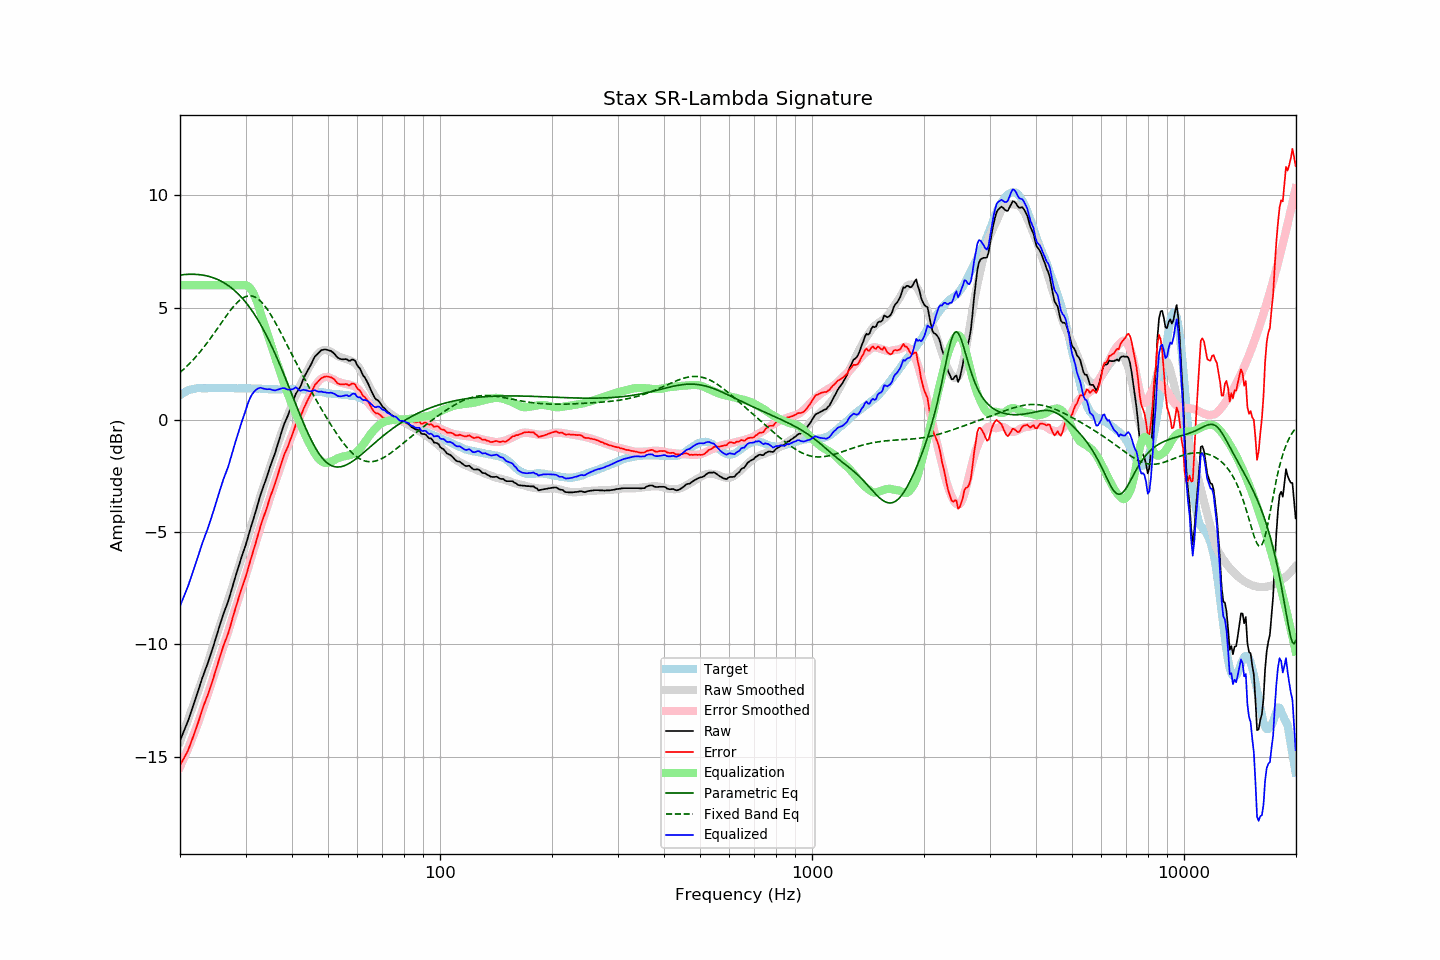 Stax SR-Lambda Signature
Amplitude (dBr)
10
5
0
−5
−10
−15
Target
Raw Smoothed
Error Smoothed
Raw
Error
Equalization
Parametric Eq
Fixed Band Eq
Equalized
100
1000
10000
Frequency (Hz)